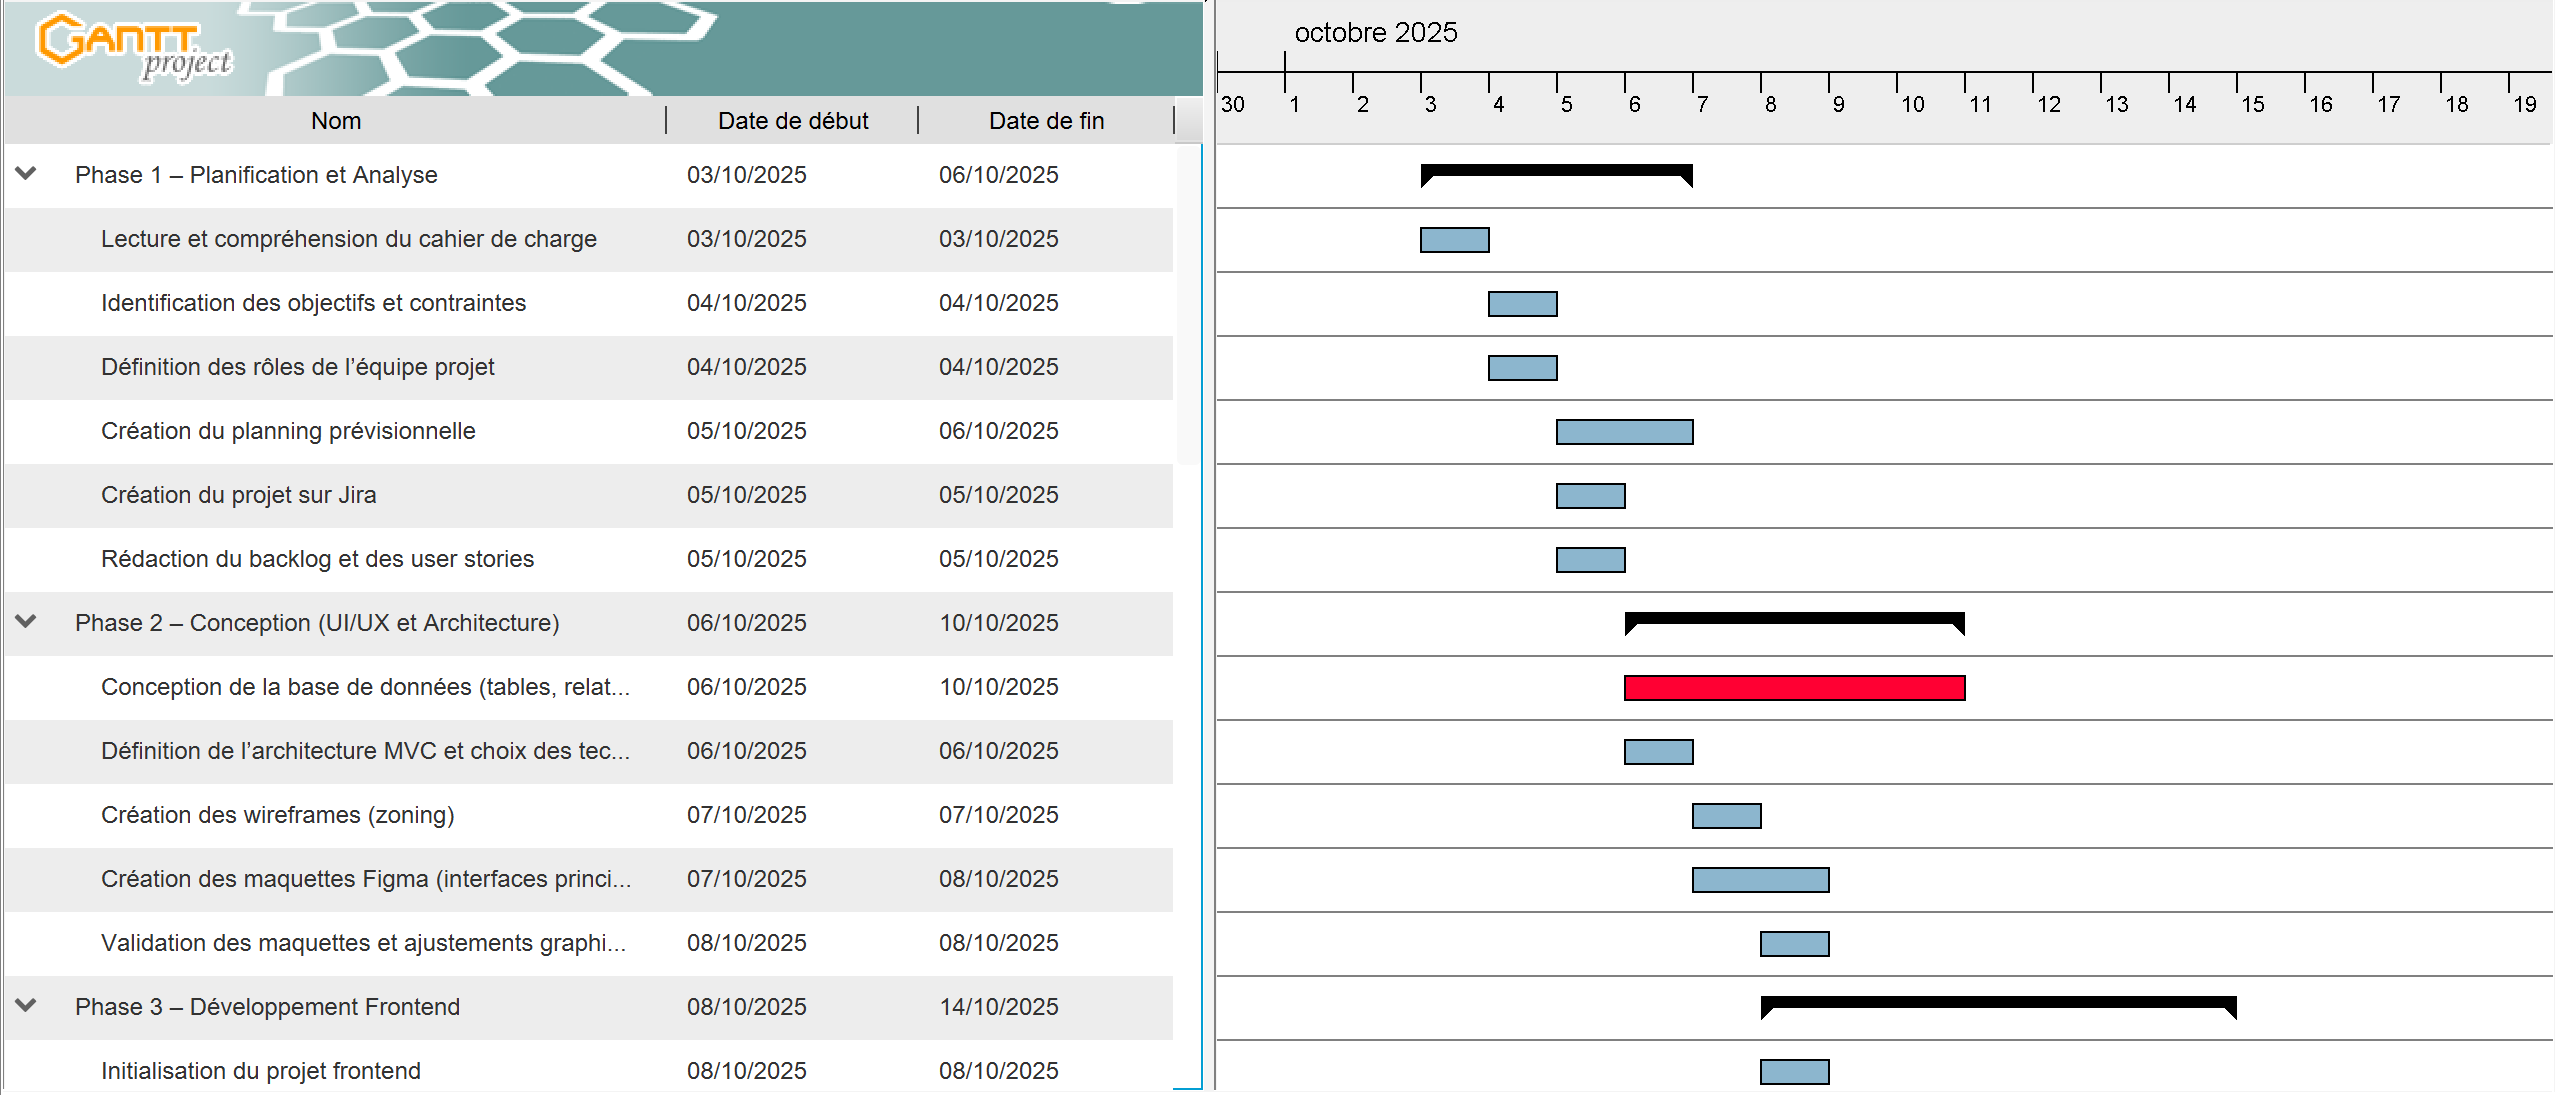 GANTT
project
octobre 2025
30 1 2 3 4 5 6 7 8 9 10 11 12 13 14 15 16 17 18 19
Nom Date de début Date de fin
Phase 1 – Planification et Analyse 03/10/2025 06/10/2025
Lecture et compréhension du cahier de charge 03/10/2025 03/10/2025
Identification des objectifs et contraintes 04/10/2025 04/10/2025
Définition des rôles de l’équipe projet 04/10/2025 04/10/2025
Création du planning prévisionnelle 05/10/2025 06/10/2025
Création du projet sur Jira 05/10/2025 05/10/2025
Rédaction du backlog et des user stories 05/10/2025 05/10/2025
Phase 2 – Conception (UI/UX et Architecture) 06/10/2025 10/10/2025
Conception de la base de données (tables, relat... 06/10/2025 10/10/2025
Définition de l’architecture MVC et choix des tec... 06/10/2025 06/10/2025
Création des wireframes (zoning) 07/10/2025 07/10/2025
Création des maquettes Figma (interfaces princi... 07/10/2025 08/10/2025
Validation des maquettes et ajustements graphi... 08/10/2025 08/10/2025
Phase 3 – Développement Frontend 08/10/2025 14/10/2025
Initialisation du projet frontend 08/10/2025 08/10/2025